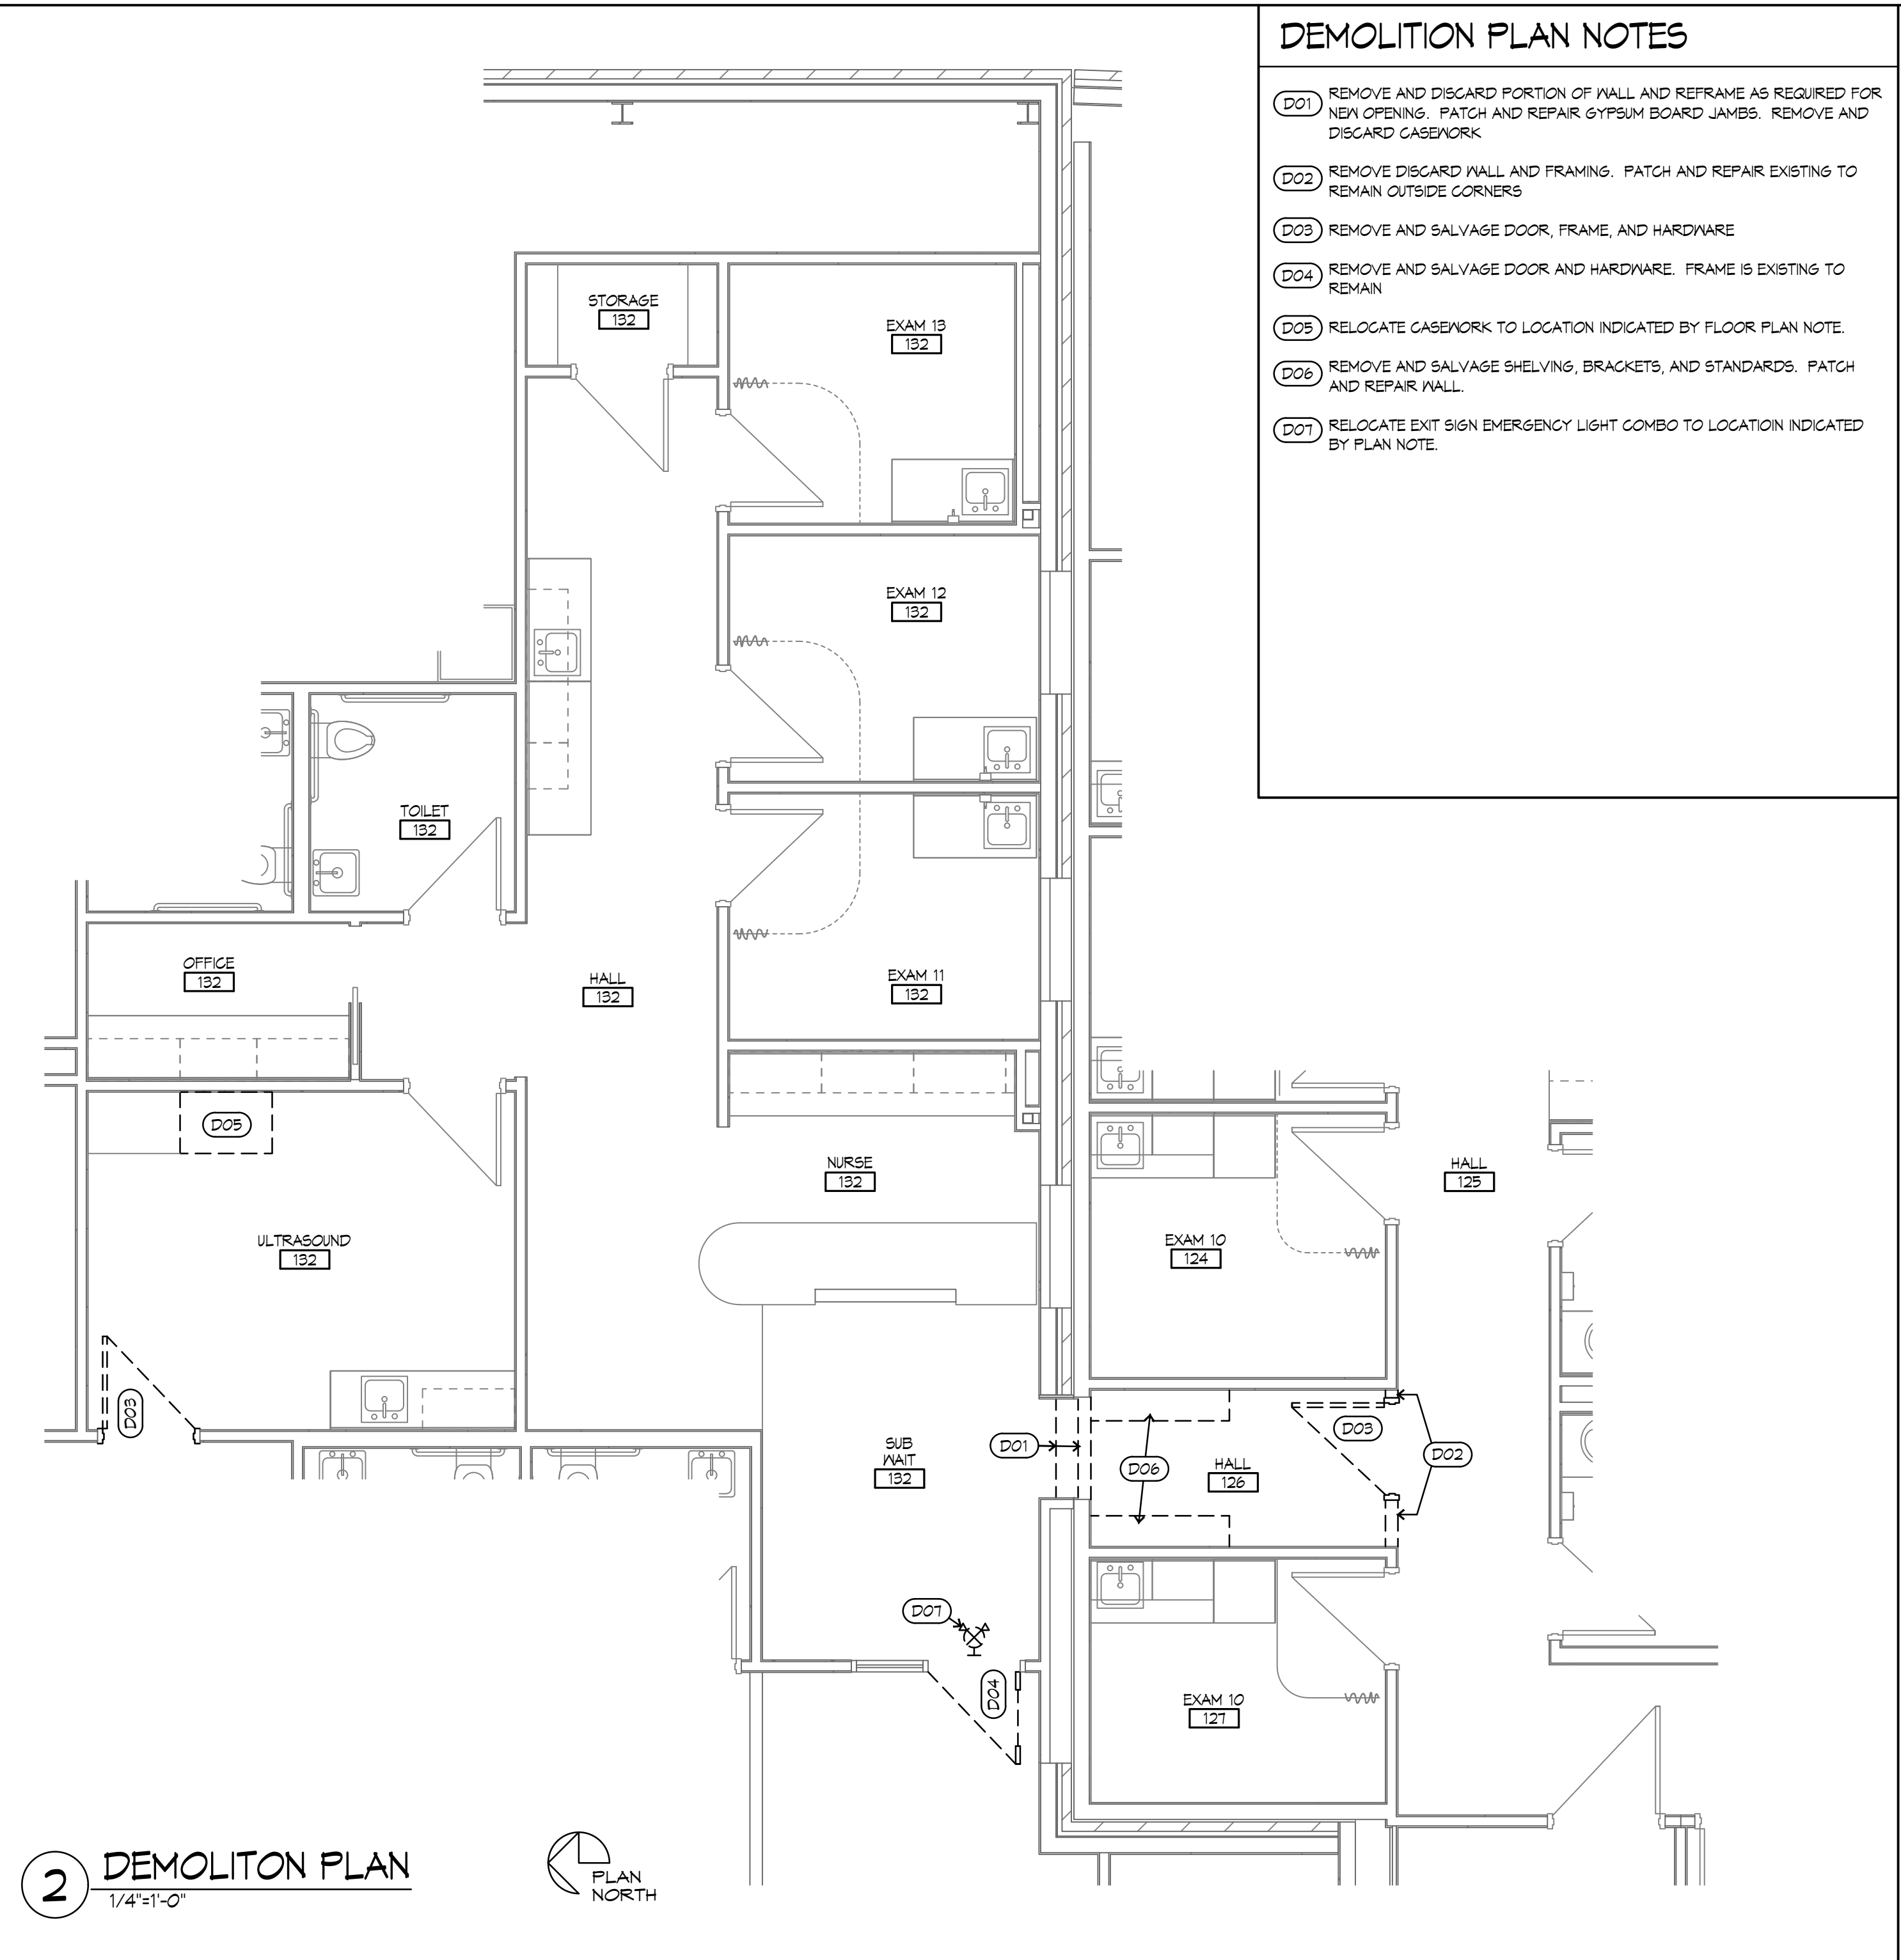 DEMOLITION PLAN NOTES
D01 REMOVE AND DISCARD PORTION OF WALL AND REFRAME AS REQUIRED FOR
NEW OPENING. PATCH AND REPAIR GYPSUM BOARD JAMBS. REMOVE AND
DISCARD CASEWORK
D02 REMOVE DISCARD WALL AND FRAMING. PATCH AND REPAIR EXISTING TO
REMAIN OUTSIDE CORNERS
D03 REMOVE AND SALVAGE DOOR, FRAME, AND HARDWARE
D04 REMOVE AND SALVAGE DOOR AND HARDWARE. FRAME IS EXISTING TO
REMAIN
D05 RELOCATE CASEWORK TO LOCATION INDICATED BY FLOOR PLAN NOTE.
D06 REMOVE AND SALVAGE SHELVING, BRACKETS, AND STANDARDS. PATCH
AND REPAIR WALL.
D07 RELOCATE EXIT SIGN EMERGENCY LIGHT COMBO TO LOCATIOIN INDICATED
BY PLAN NOTE.
STORAGE
132
EXAM 13
132
EXAM 12
132
TOILET
132
OFFICE
132
HALL
132
EXAM 11
132
D05
NURSE
132
HALL
125
ULTRASOUND
132
EXAM 10
124
D03
D03
SUB
WAIT
132
D01
D06
HALL
126
D02
D07
D04
EXAM 10
127
2
DEMOLITON PLAN
1/4"=1'-0"
PLAN
NORTH